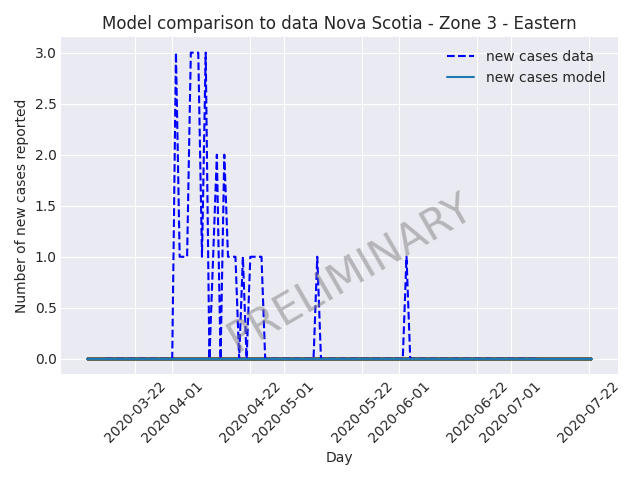 Model comparison to data Nova Scotia - Zone 3 - Eastern
new cases data
new cases model
Number of new cases reported
3.0
2.5
2.0
1.5
1.0
0.5
0.0
PRELIMINARY
2020-03-22
2020-04-01
2020-04-22
2020-05-01
2020-05-22
2020-06-01
2020-06-22
2020-07-01
2020-07-22
Day